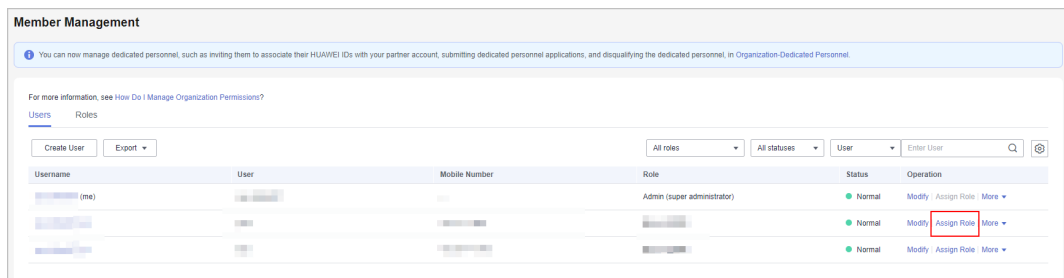 Member Management
You can now manage dedicated personnel, such as inviting them to associate their HUAWEI IDs with your partner account, submitting dedicated personnel applications, and disqualifying the dedicated personnel, in Organization-Dedicated Personnel.
For more information, see How Do I Manage Organization Permissions?
Users Roles
Create User Export All roles All statuses User Enter User
Username User Mobile Number Role Status Operation
(me) Admin (super administrator) Normal Modify | Assign Role | More
Normal Modify | Assign Role | More
Normal Modify | Assign Role | More